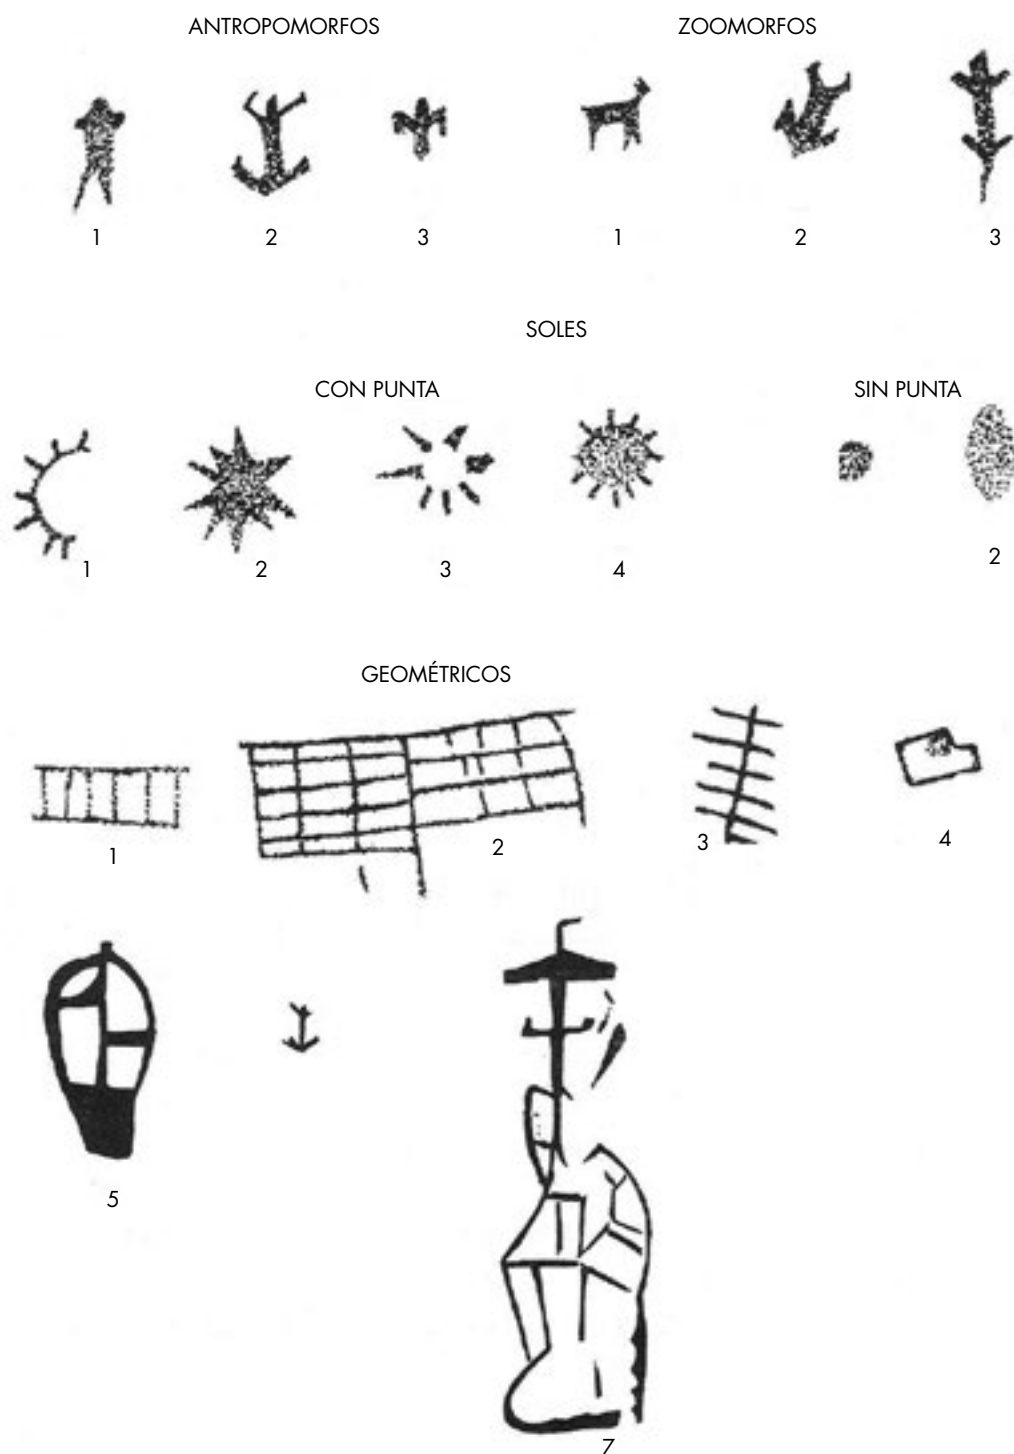 ANTROPOMORFOS ZOOMORFOS
1 2 3 1 2 3
SOLES
CON PUNTA SIN PUNTA
1 2 3 4 2
GEOMÉTRICOS
1 2 3 4
5
7